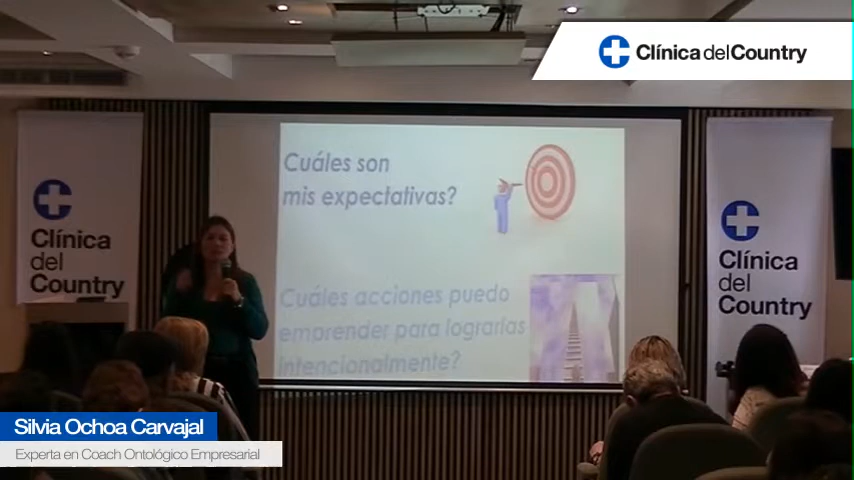 Clínica del Country
Cuáles son
mis expectativas?
Cuáles acciones puedo
emprender para lograrlas
intencionalmente?
Clínica
del
Country
Clínica
del
Country
Silvia Ochoa Carvajal
Experta en Coach Ontológico Empresarial